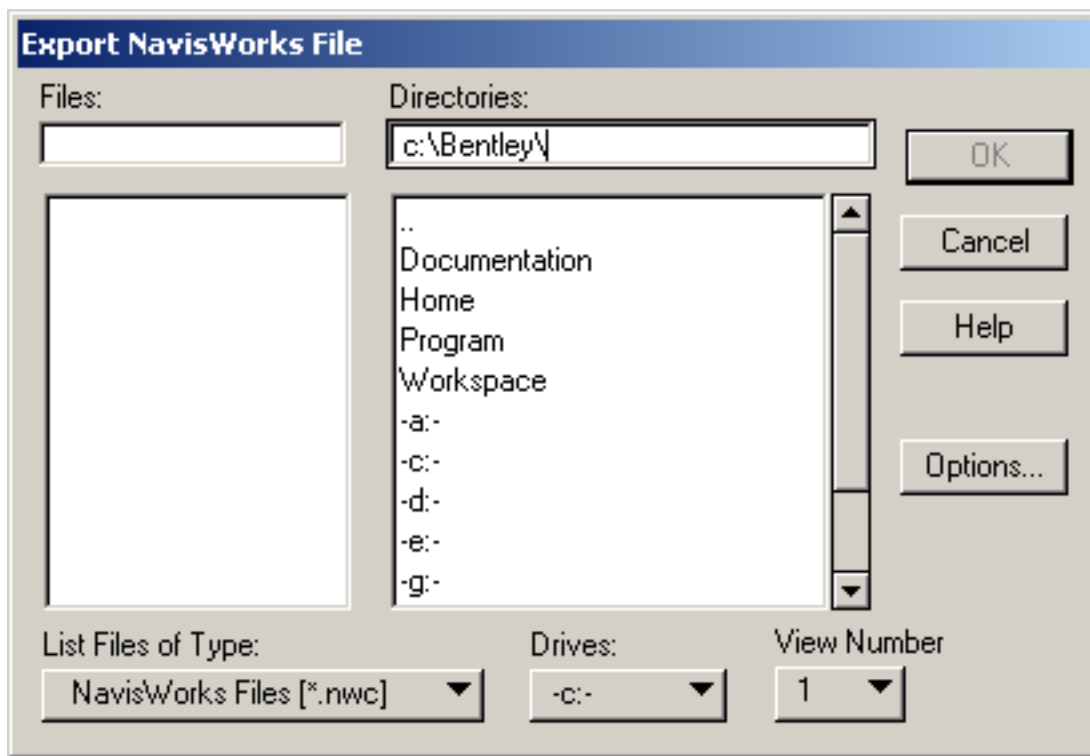 Export NavisWorks File
Files:
Directories:
c:\Bentley\
OK
..
Documentation
Home
Program
Workspace
-a:-
-c:-
-d:-
-e:-
-g:-
Cancel
Help
Options...
List Files of Type:
Drives:
View Number
NavisWorks Files [*.nwc]
-c:-
1